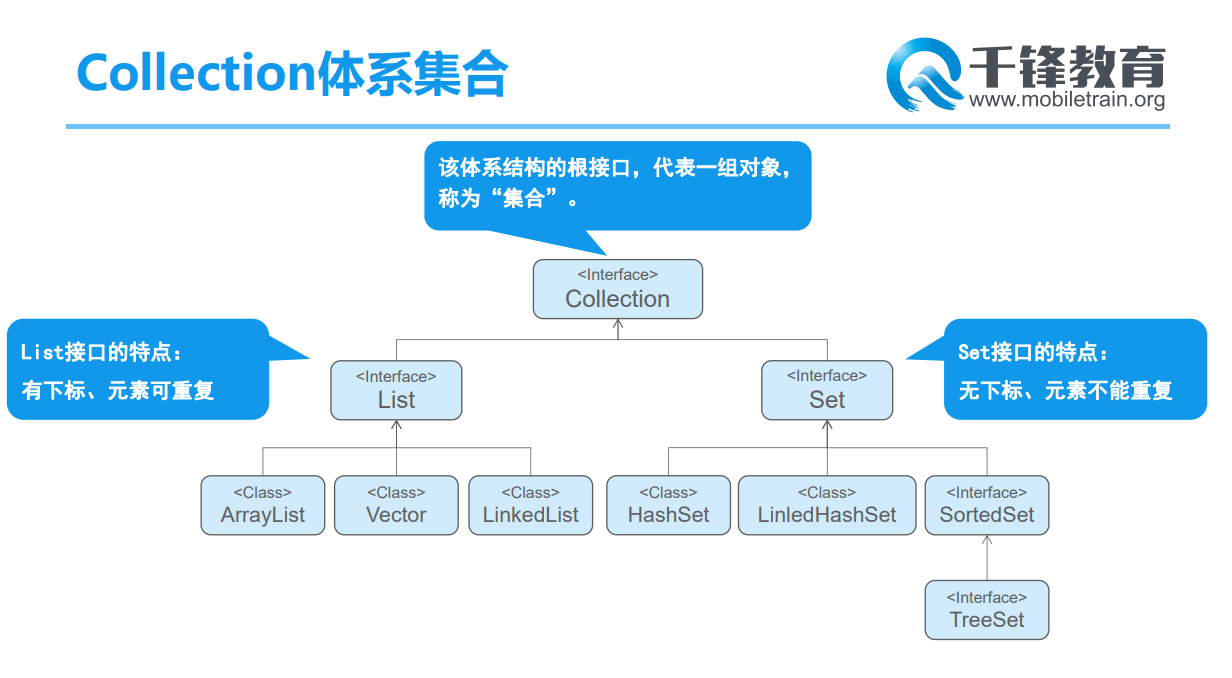 Collection体系集合
千锋教育
www.mobiletrain.org
该体系结构的根接口，代表一组对象，
称为“集合”。
<Interface>
Collection
List接口的特点：
有下标、元素可重复
<Interface>
List
<Interface>
Set
Set接口的特点：
无下标、元素不能重复
<Class>
ArrayList
<Class>
Vector
<Class>
LinkedList
<Class>
HashSet
<Class>
LinledHashSet
<Interface>
SortedSet
<Interface>
TreeSet